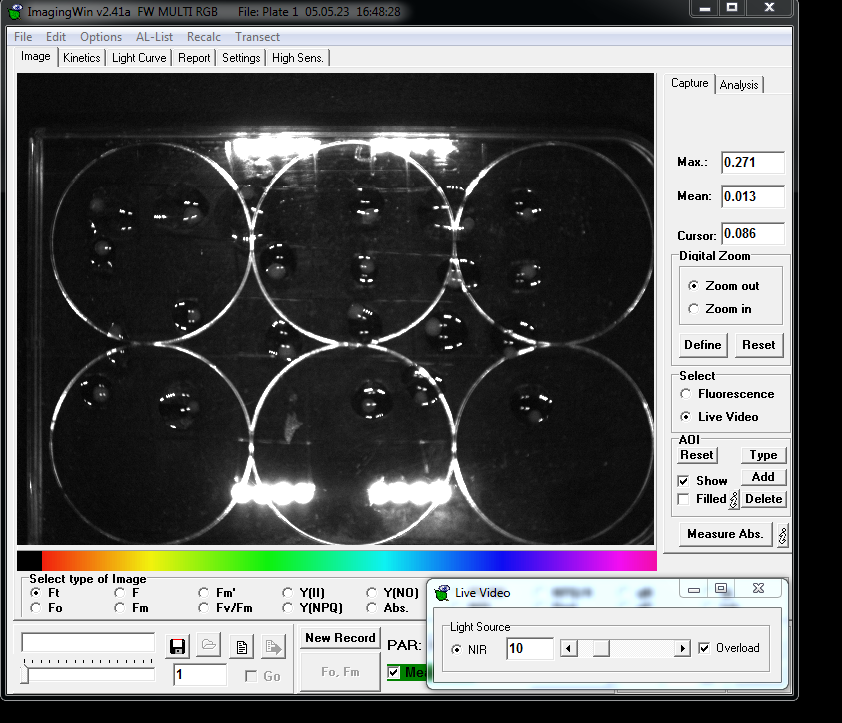 ImagingWin v2.41a FW MULTI RGB File: Plate 1 05.05.23 16:48:28
File Edit Options AL-List Recalc Transect
Image Kinetics Light Curve Report Settings High Sens.
Capture Analysis
Max.: 0.271
Mean: 0.013
Cursor: 0.086
Digital Zoom
Zoom out
Zoom in
Define Reset
Select
Fluorescence
Live Video
AOI
Reset Type
Show Add
Filled Delete
Measure Abs.
Select type of Image
Ft F Fm' Y(II) Y(NO)
Fo Fm Fv/Fm Y(NPQ) Abs.
Live Video
Light Source
NIR 10 Overload
New Record PAR:
1 Go Fo, Fm